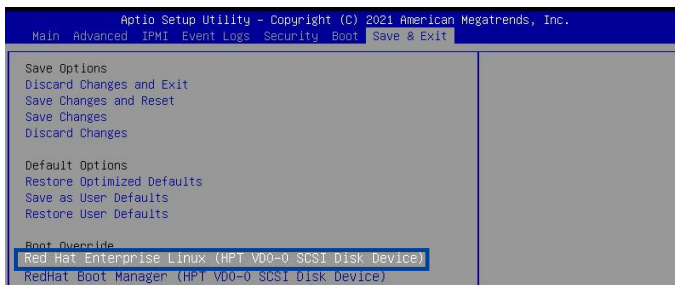 Aptio Setup Utility - Copyright (C) 2021 American Megatrends, Inc.
Main Advanced IPMI Event Logs Security Boot Save & Exit
Save Options
Discard Changes and Exit
Save Changes and Reset
Save Changes
Discard Changes
Default Options
Restore Optimized Defaults
Save as User Defaults
Restore User Defaults
Boot Override
Red Hat Enterprise Linux (HPT VD0-0 SCSI Disk Device)
RedHat Boot Manager (HPT VD0-0 SCSI Disk Device)